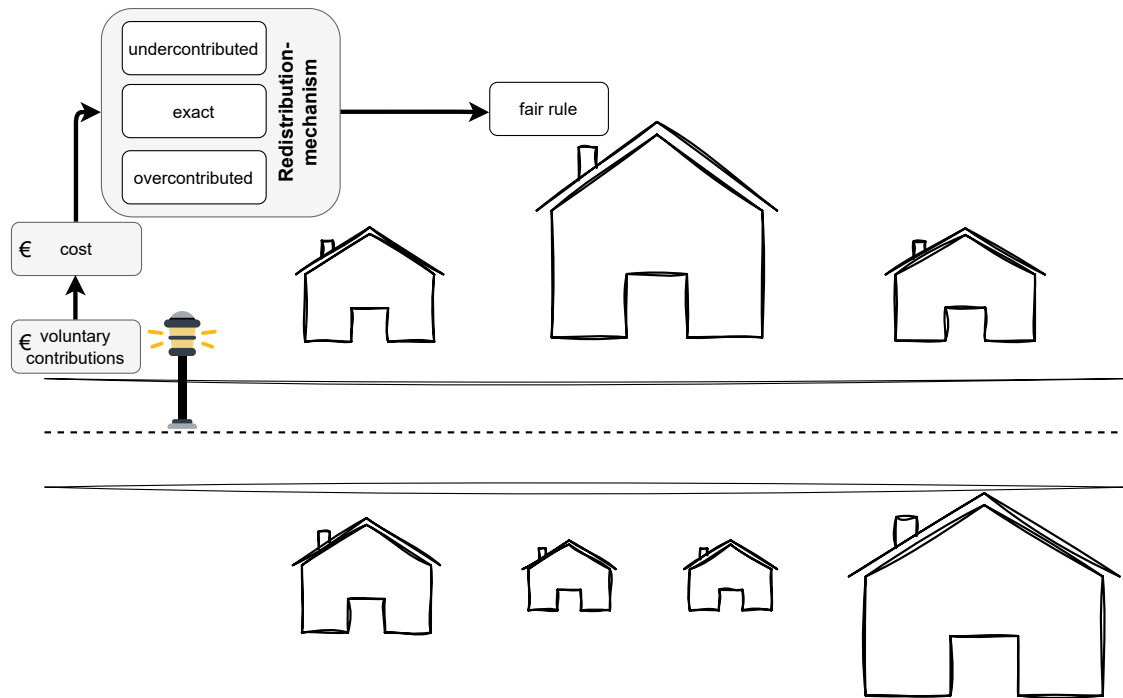 undercontributed
exact
overcontributed
Redistribution-
mechanism
fair rule
€ cost
€ voluntary
contributions